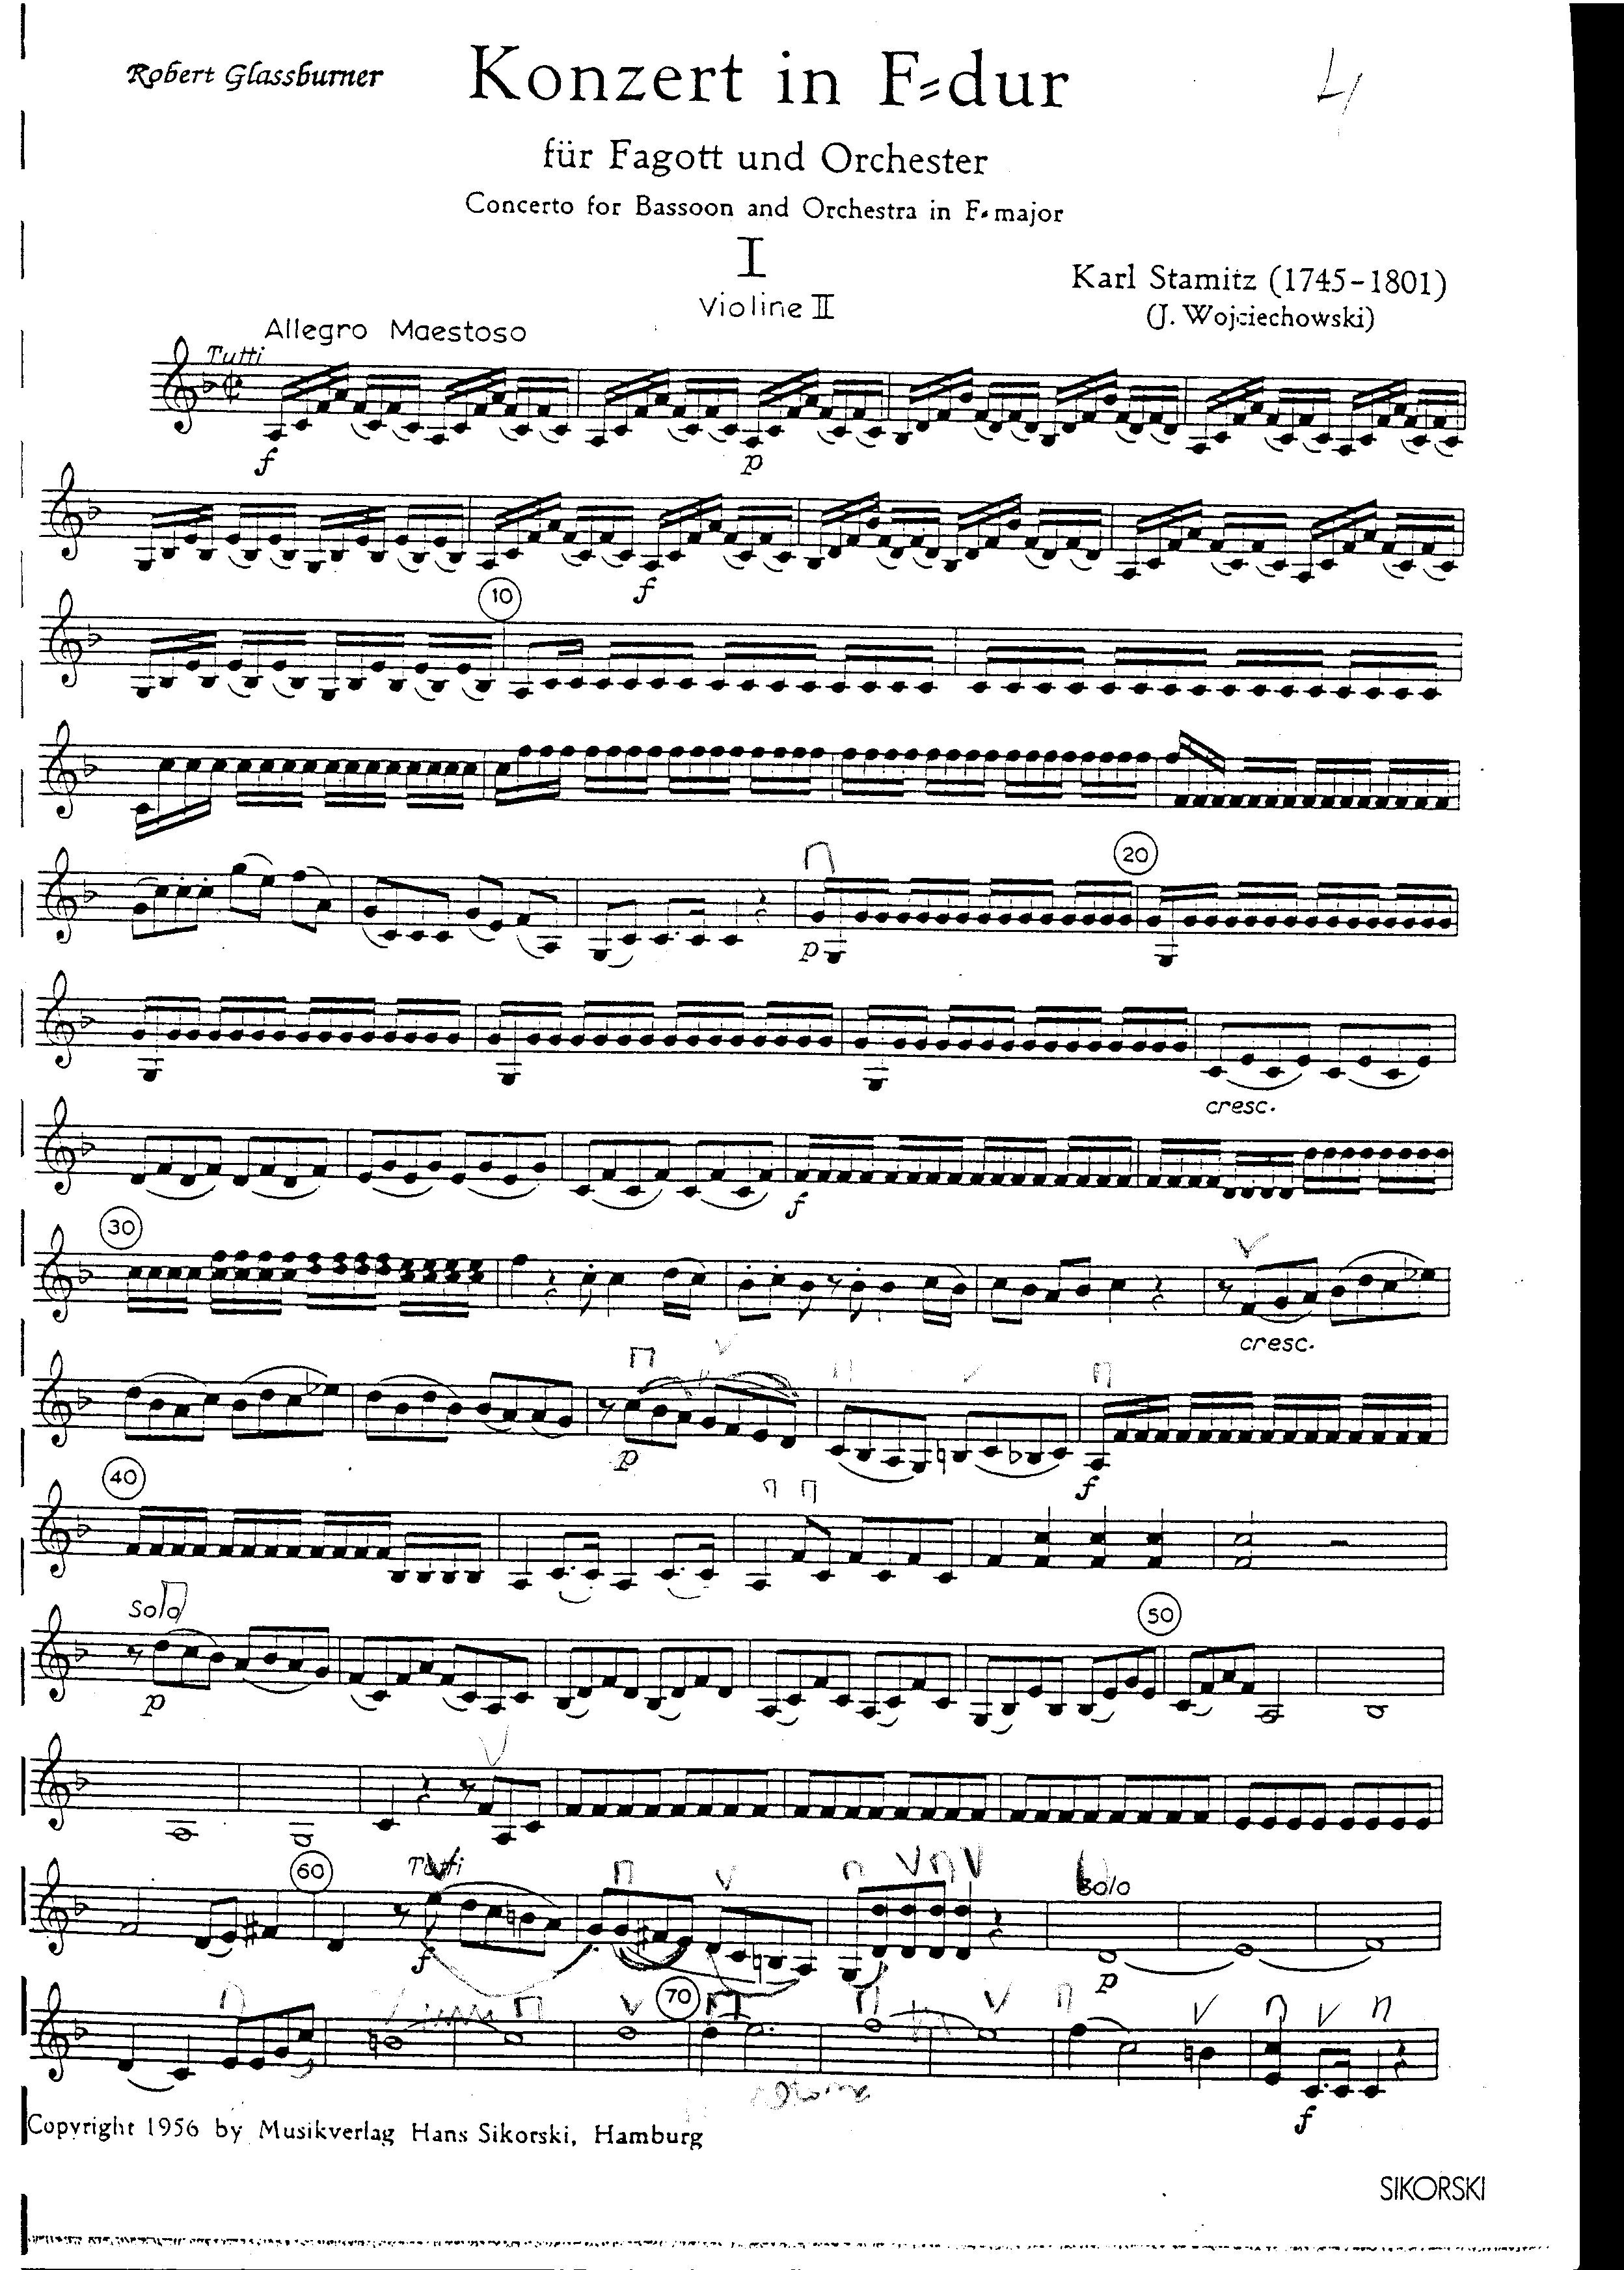 Robert Glassburner
Konzert in F-dur
4
für Fagott und Orchester
Concerto for Bassoon and Orchestra in F-major
I
Karl Stamitz (1745-1801)
Violine II
(J. Wojciechowski)
Allegro Maestoso
Tutti
f p
f
10
20
p
cresc.
f
30
cresc.
p f
40
Solo
50
p
60 Tutti Solo
f p
70
f
Copyright 1956 by Musikverlag Hans Sikorski, Hamburg
SIKORSKI